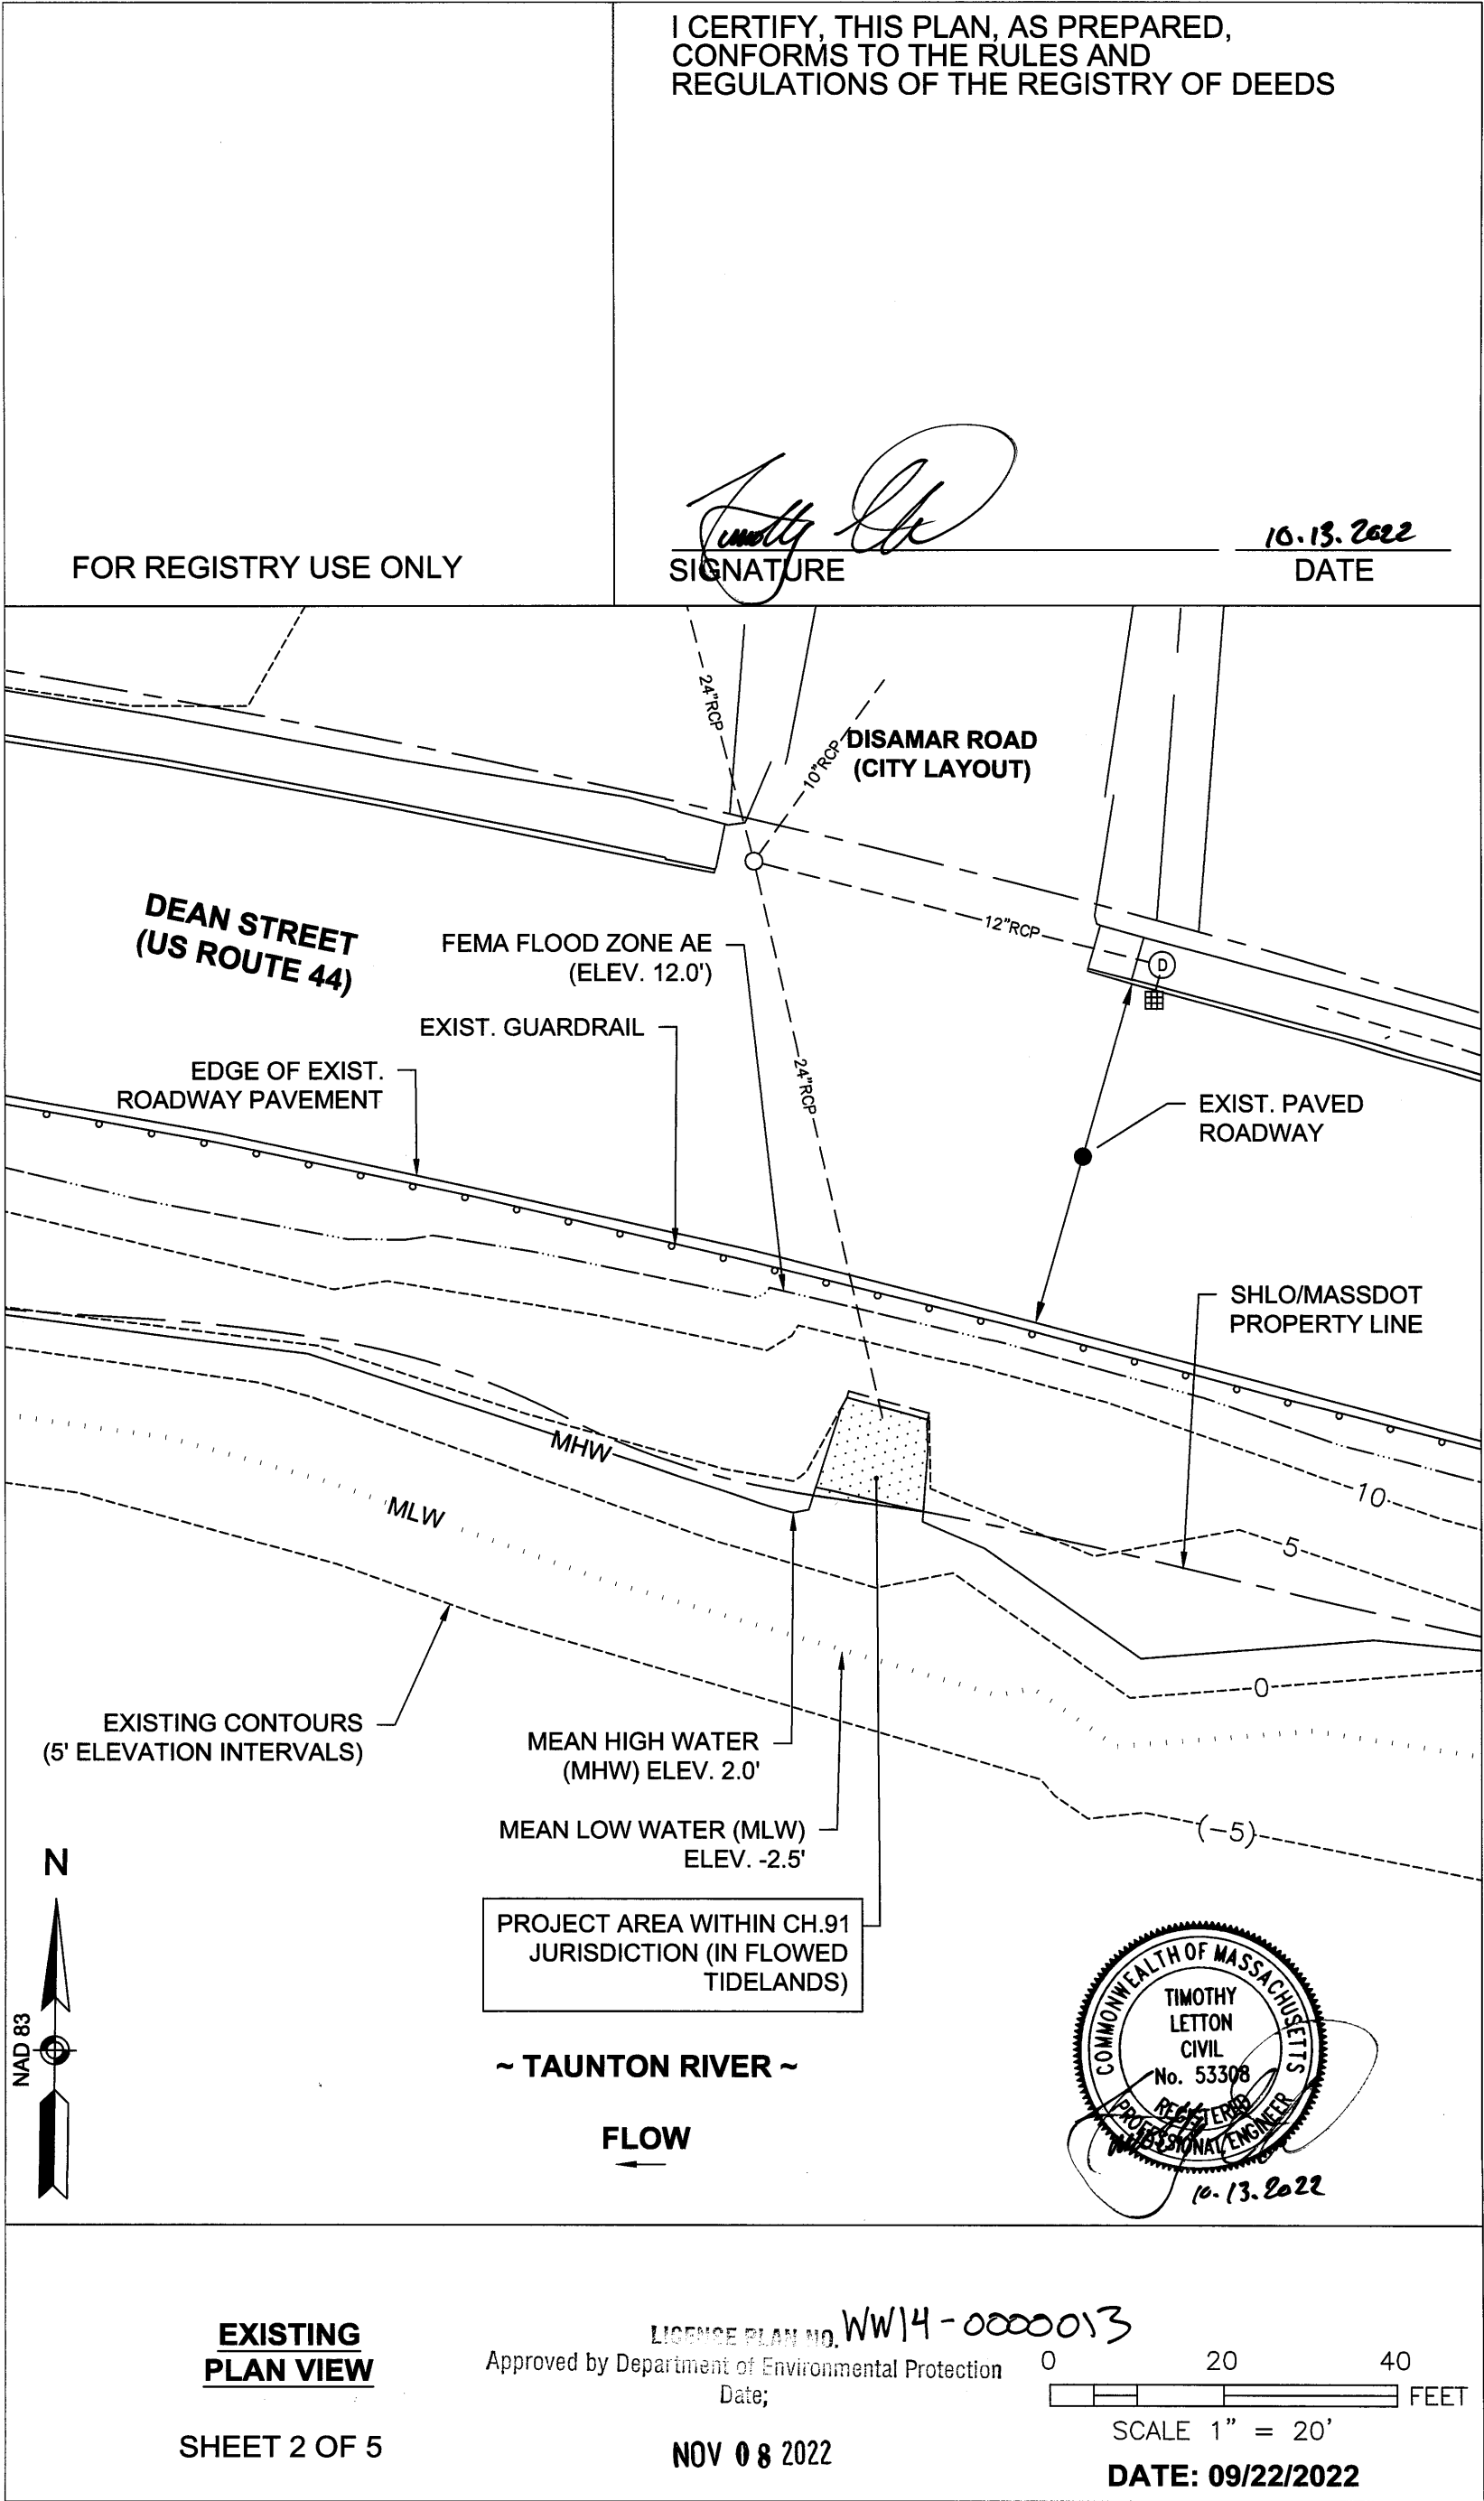 I CERTIFY, THIS PLAN, AS PREPARED,
CONFORMS TO THE RULES AND
REGULATIONS OF THE REGISTRY OF DEEDS
10.13.2022
FOR REGISTRY USE ONLY
SIGNATURE
DATE
24"RCP
10"RCP
DISAMAR ROAD
(CITY LAYOUT)
12"RCP
D
DEAN STREET
(US ROUTE 44)
FEMA FLOOD ZONE AE
(ELEV. 12.0')
EXIST. GUARDRAIL
EDGE OF EXIST.
ROADWAY PAVEMENT
24"RCP
EXIST. PAVED
ROADWAY
SHLO/MASSDOT
PROPERTY LINE
MHW
10
MLW
5
0
EXISTING CONTOURS
(5' ELEVATION INTERVALS)
MEAN HIGH WATER
(MHW) ELEV. 2.0'
MEAN LOW WATER (MLW)
ELEV. -2.5'
(-5)
N
NAD 83
PROJECT AREA WITHIN CH.91
JURISDICTION (IN FLOWED
TIDELANDS)
~ TAUNTON RIVER ~
FLOW
COMMONWEALTH OF MASSACHUSETTS
TIMOTHY
LETTON
CIVIL
No. 53308
REGISTERED
PROFESSIONAL ENGINEER
10.13.2022
EXISTING
PLAN VIEW
SHEET 2 OF 5
LICENSE PLAN NO. WW14-0000013
Approved by Department of Environmental Protection
Date;
NOV 08 2022
0 20 40
FEET
SCALE 1" = 20'
DATE: 09/22/2022